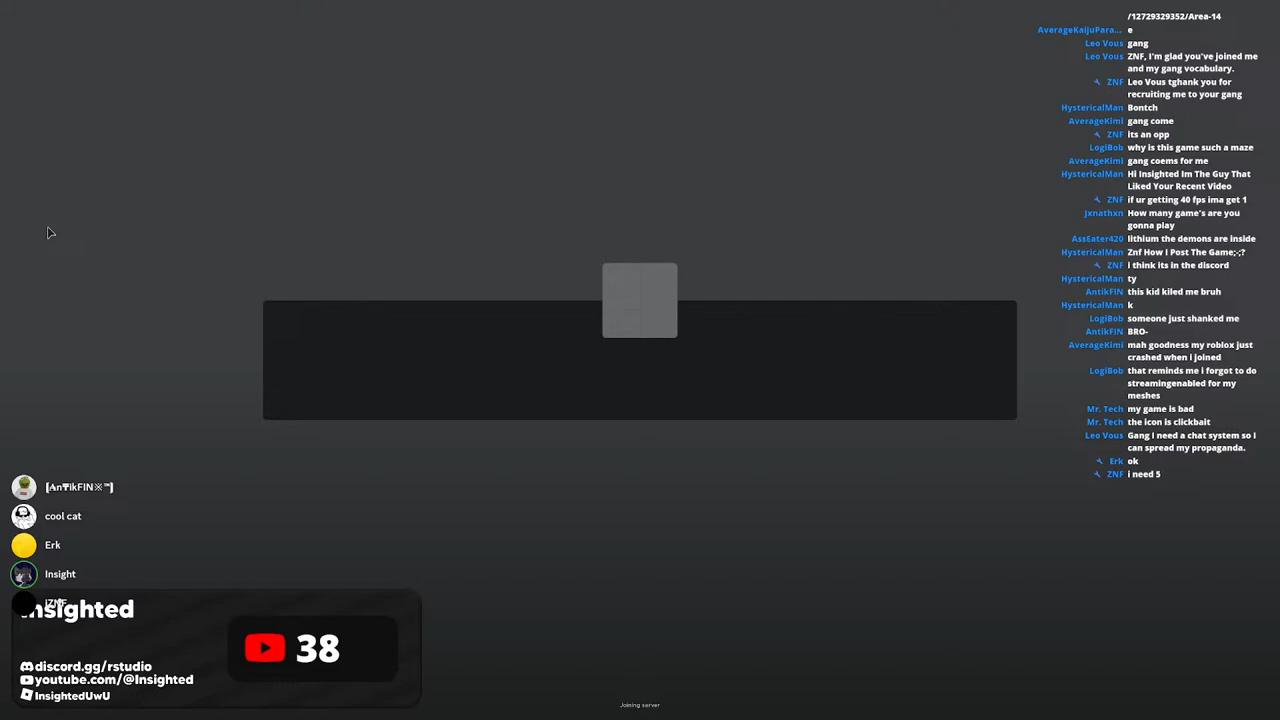 /12729329352/Area-14
AverageKaijuPara... e
Leo Vous gang
Leo Vous ZNF, I'm glad you've joined me
and my gang vocabulary.
ZNF Leo Vous tghank you for
recruiting me to your gang
HystericalMan Bontch
AverageKimi gang come
ZNF its an opp
LogiBob why is this game such a maze
AverageKimi gang coems for me
HystericalMan Hi Insighted Im The Guy That
Liked Your Recent Video
ZNF if ur getting 40 fps ima get 1
Jxnathxn How many game's are you
gonna play
AssEater420 lithium the demons are inside
HystericalMan Znf How I Post The Game;-;?
ZNF i think its in the discord
HystericalMan ty
AntikFIN this kid kiled me bruh
HystericalMan k
LogiBob someone just shanked me
AntikFIN BRO-
AverageKimi mah goodness my roblox just
crashed when i joined
LogiBob that reminds me i forgot to do
streamingenabled for my
meshes
Mr. Tech my game is bad
Mr. Tech the icon is clickbait
Leo Vous Gang I need a chat system so i
can spread my propaganda.
Erk ok
ZNF i need 5
[AnTikFIN※™]
cool cat
Erk
Insight
Insighted
38
discord.gg/rstudio
youtube.com/@Insighted
InsightedUwU
Joining server